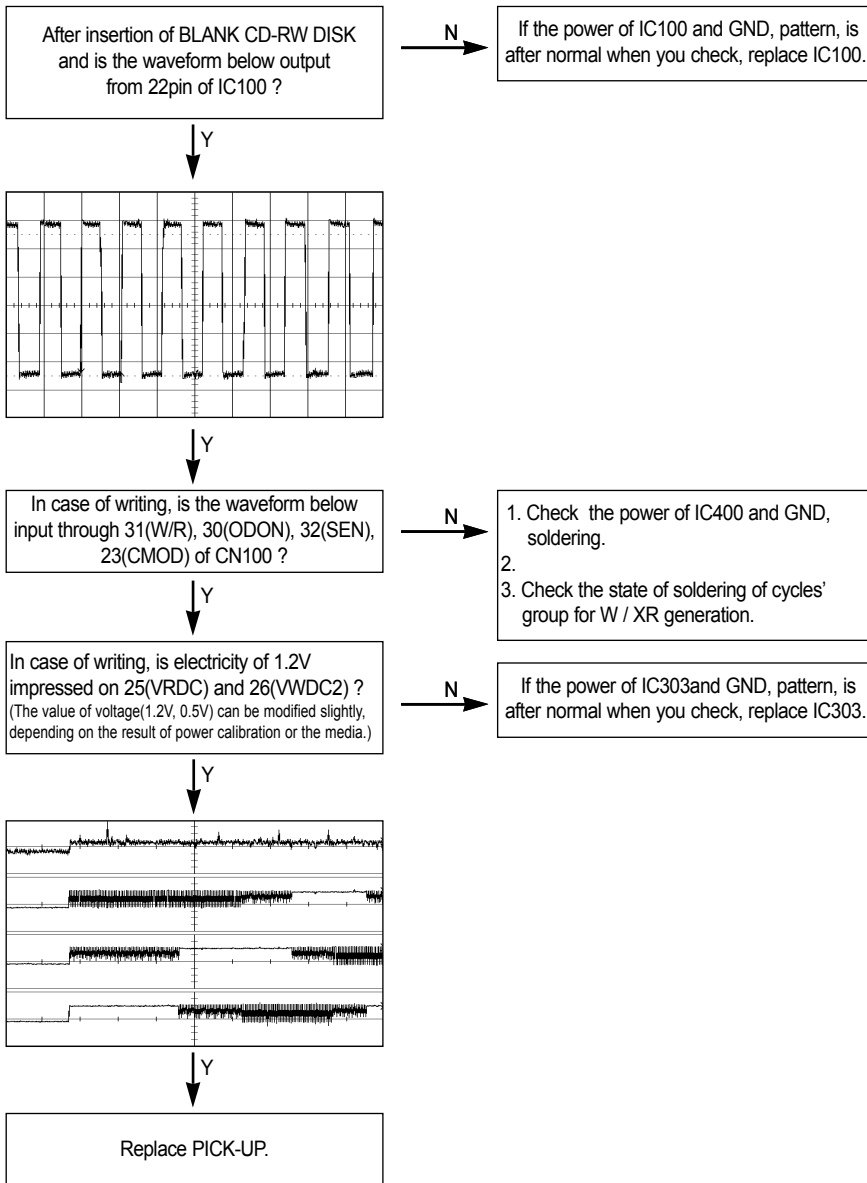 After insertion of BLANK CD-RW DISK
and is the waveform below output
from 22pin of IC100 ?
N
If the power of IC100 and GND, pattern, is
after normal when you check, replace IC100.
Y
Y
In case of writing, is the waveform below
input through 31(W/R), 30(ODON), 32(SEN),
23(CMOD) of CN100 ?
N
1. Check the power of IC400 and GND,
soldering.
2.
3. Check the state of soldering of cycles'
group for W / XR generation.
Y
In case of writing, is electricity of 1.2V
impressed on 25(VRDC) and 26(VWDC2) ?
(The value of voltage(1.2V, 0.5V) can be modified slightly,
depending on the result of power calibration or the media.)
N
If the power of IC303and GND, pattern, is
after normal when you check, replace IC303.
Y
Y
Replace PICK-UP.